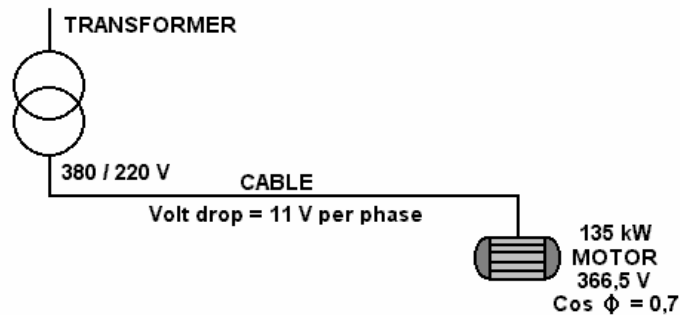 TRANSFORMER
380 / 220 V
CABLE
Volt drop = 11 V per phase
135 kW
MOTOR
366,5 V
Cos Φ = 0,7